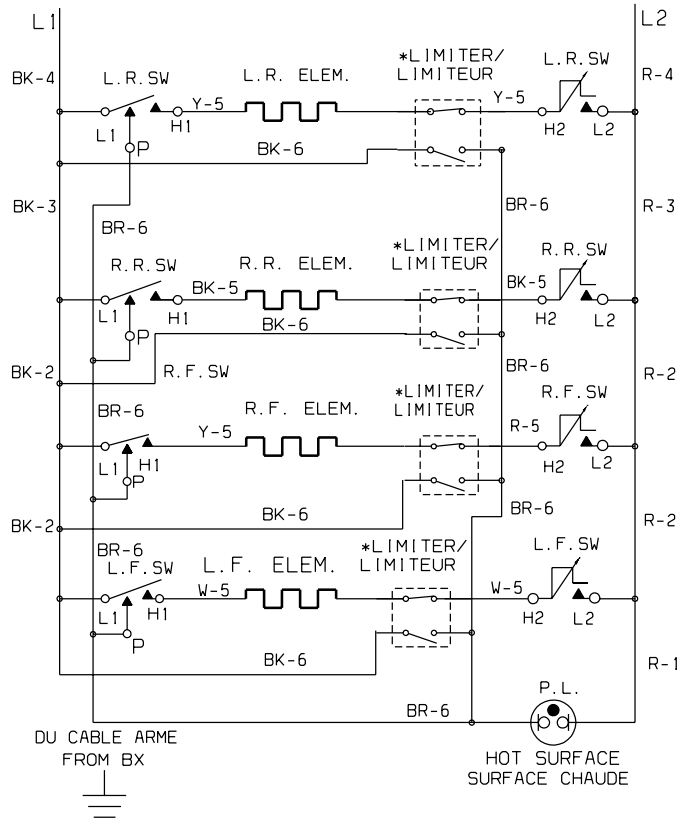 L1
L2
BK-4
L.R.SW
L.R. ELEM.
*LIMITER/
LIMITEUR
L.R.SW
R-4
L1
H1
Y-5
Y-5
H2
L2
P
BK-6
BK-3
BR-6
BR-6
R-3
R.R.SW
R.R. ELEM.
*LIMITER/
LIMITEUR
R.R.SW
L1
H1
BK-5
BK-5
H2
L2
BK-6
P
BK-2
R.F.SW
BR-6
R-2
BR-6
R.F. ELEM.
*LIMITER/
LIMITEUR
R.F.SW
L1
H1
Y-5
R-5
H2
L2
P
BK-2
BK-6
BR-6
R-2
BR-6
L.F.SW
L.F. ELEM.
*LIMITER/
LIMITEUR
L.F.SW
L1
H1
W-5
W-5
H2
L2
P
BK-6
R-1
BR-6
P.L.
DU CABLE ARME
FROM BX
HOT SURFACE
SURFACE CHAUDE